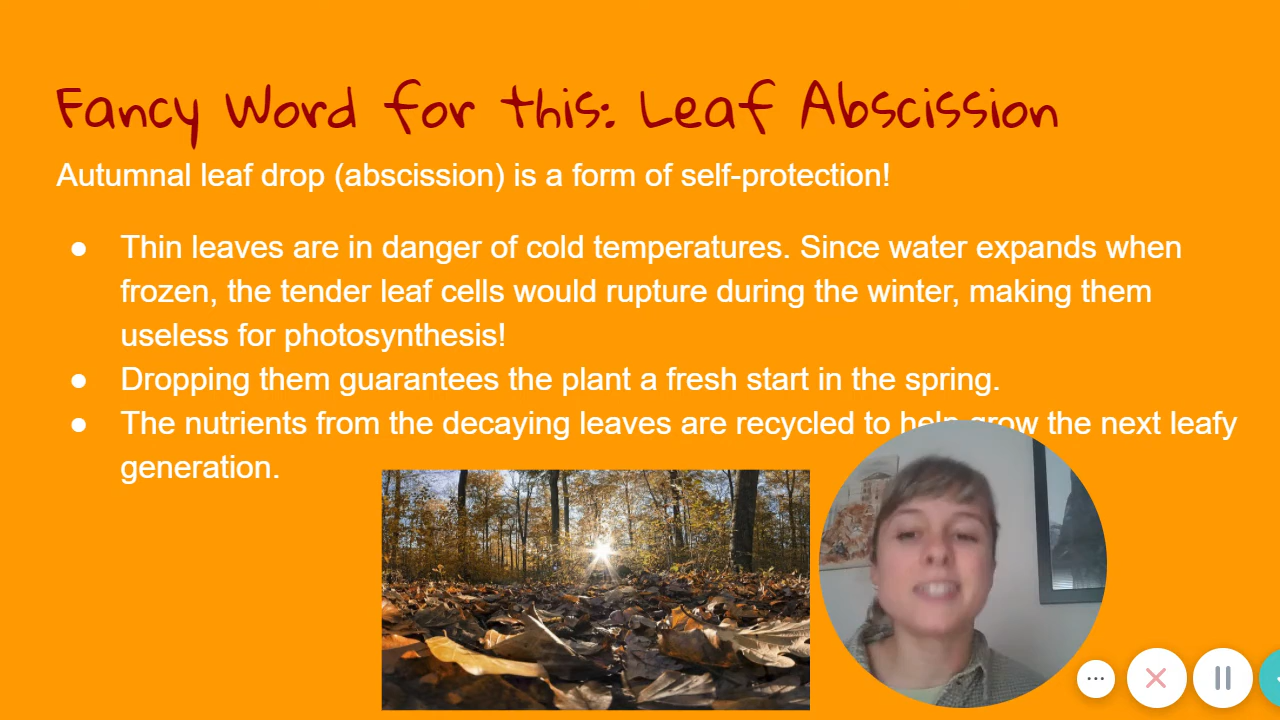 Fancy Word for this: Leaf Abscission
Autumnal leaf drop (abscission) is a form of self-protection!
● Thin leaves are in danger of cold temperatures. Since water expands when
frozen, the tender leaf cells would rupture during the winter, making them
useless for photosynthesis!
● Dropping them guarantees the plant a fresh start in the spring.
● The nutrients from the decaying leaves are recycled to help grow the next leafy
generation.